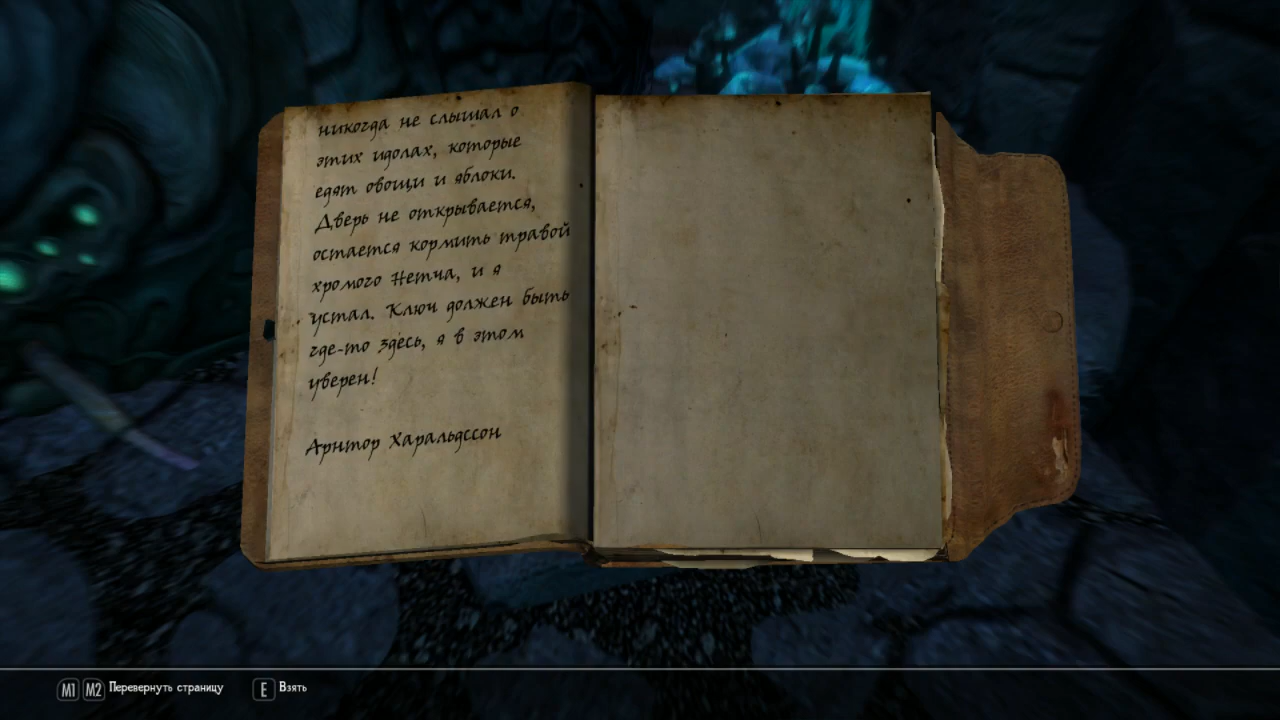 никогда не слышал о
этих идолах, которые
едят овощи и яблоки.
Дверь не открывается,
остается кормить травой
хромого Нетча, и я
устал. Ключ должен быть
где-то здесь, я в этом
уверен!
Арнтор Харальдссон
M1 M2 Перевернуть страницу E Взять